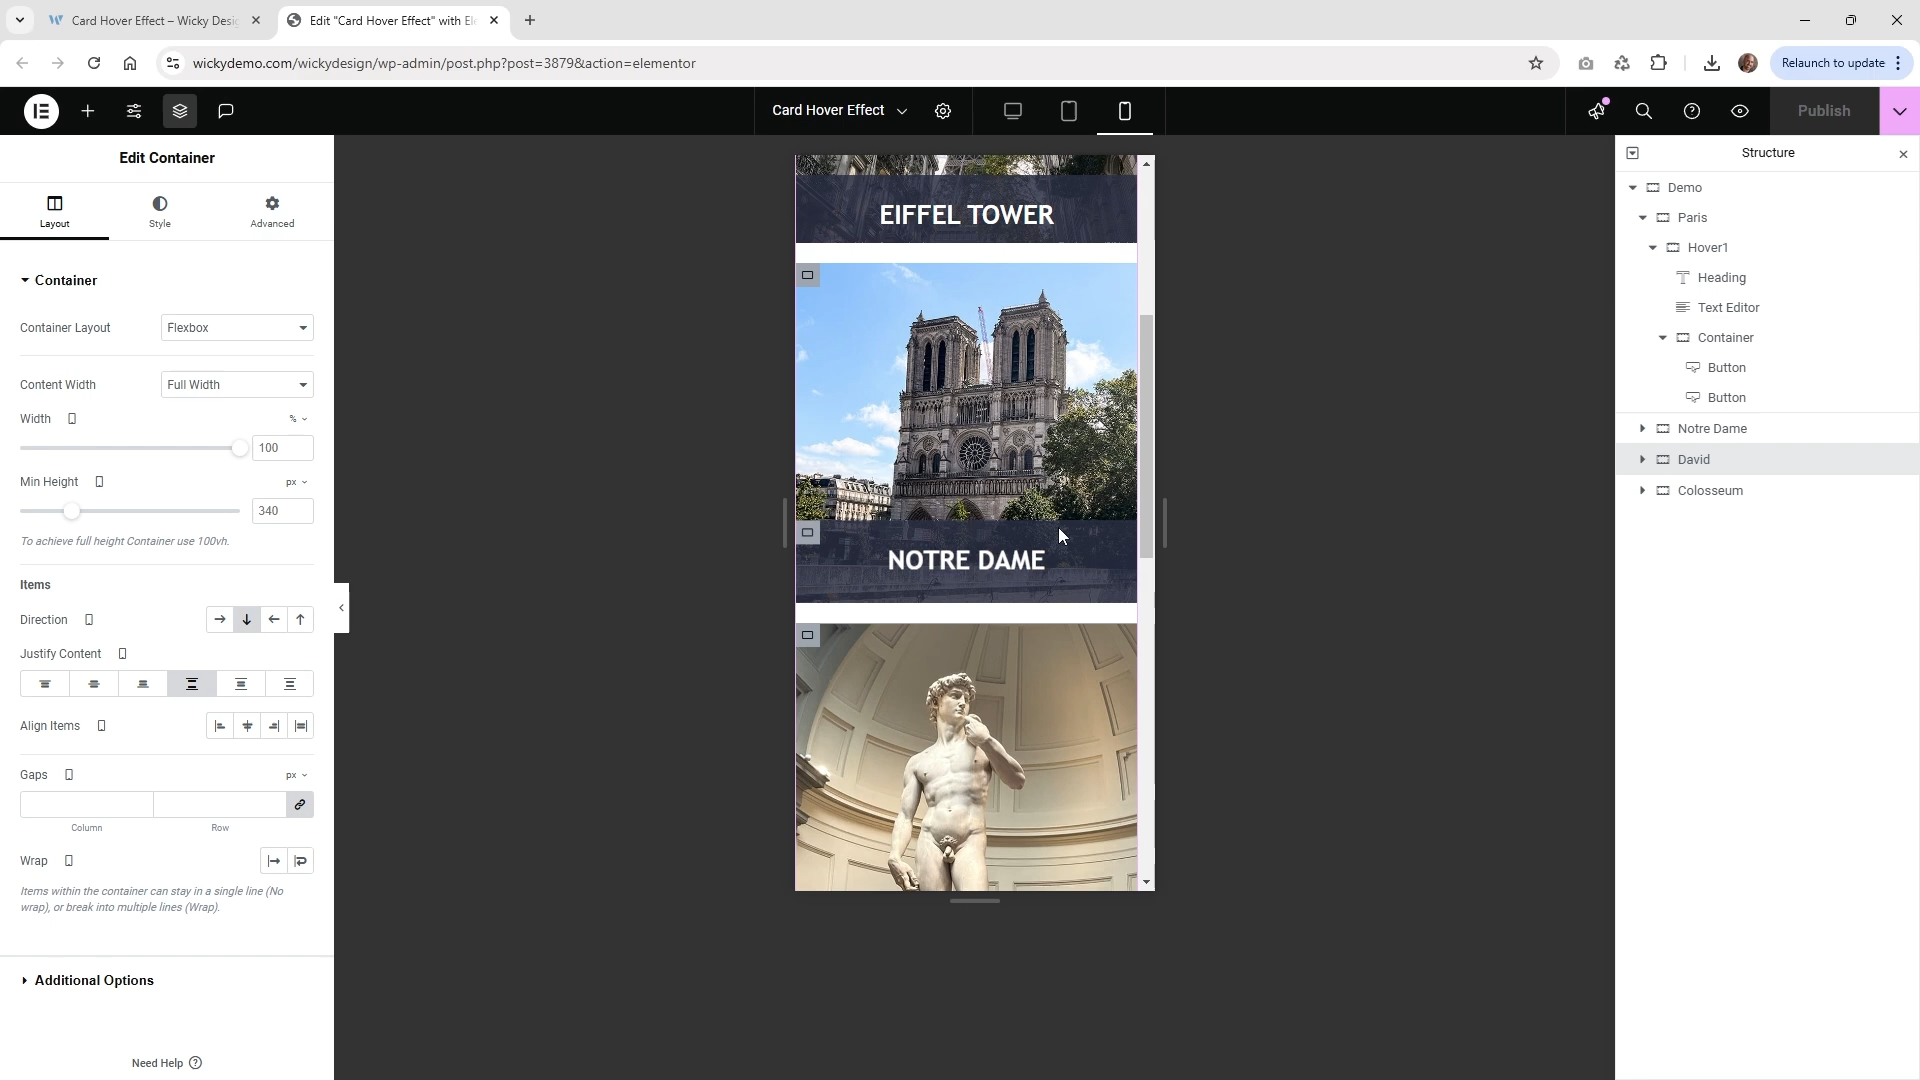 Card Hover Effect – Wicky Desi
Edit "Card Hover Effect" with El
wickydemo.com/wickydesign/wp-admin/post.php?post=3879&action=elementor
Relaunch to update
Card Hover Effect
Publish
Edit Container
Layout
Style
Advanced
Container
Container Layout
Flexbox
Content Width
Full Width
Width
%
100
Min Height
px
340
To achieve full height Container use 100vh.
Items
Direction
Justify Content
Align Items
Gaps
px
Column
Row
Wrap
Items within the container can stay in a single line (No
wrap), or break into multiple lines (Wrap).
Additional Options
Need Help
EIFFEL TOWER
NOTRE DAME
Structure
Demo
Paris
Hover1
Heading
Text Editor
Container
Button
Button
Notre Dame
David
Colosseum